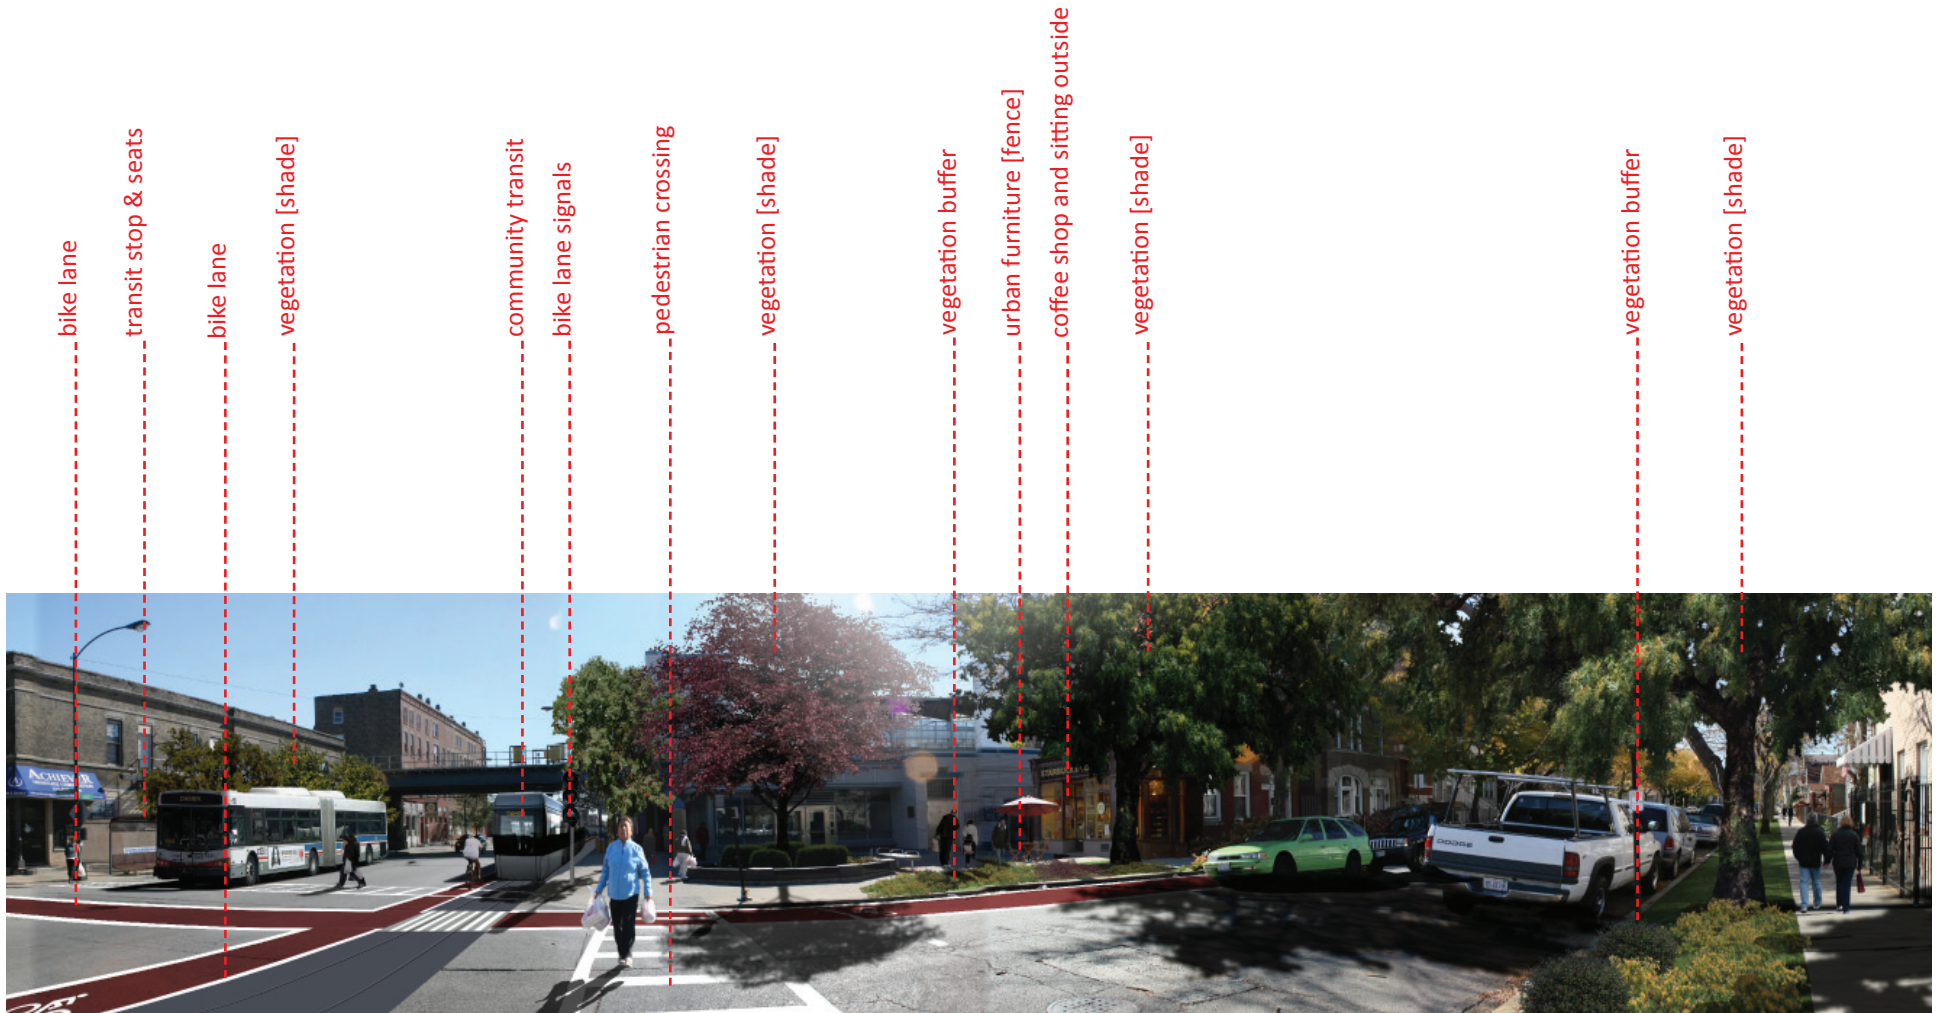 bike lane
transit stop & seats
bike lane
vegetation [shade]
community transit
bike lane signals
pedestrian crossing
vegetation [shade]
vegetation buffer
urban furniture [fence]
coffee shop and sitting outside
vegetation [shade]
vegetation buffer
vegetation [shade]
DODGE